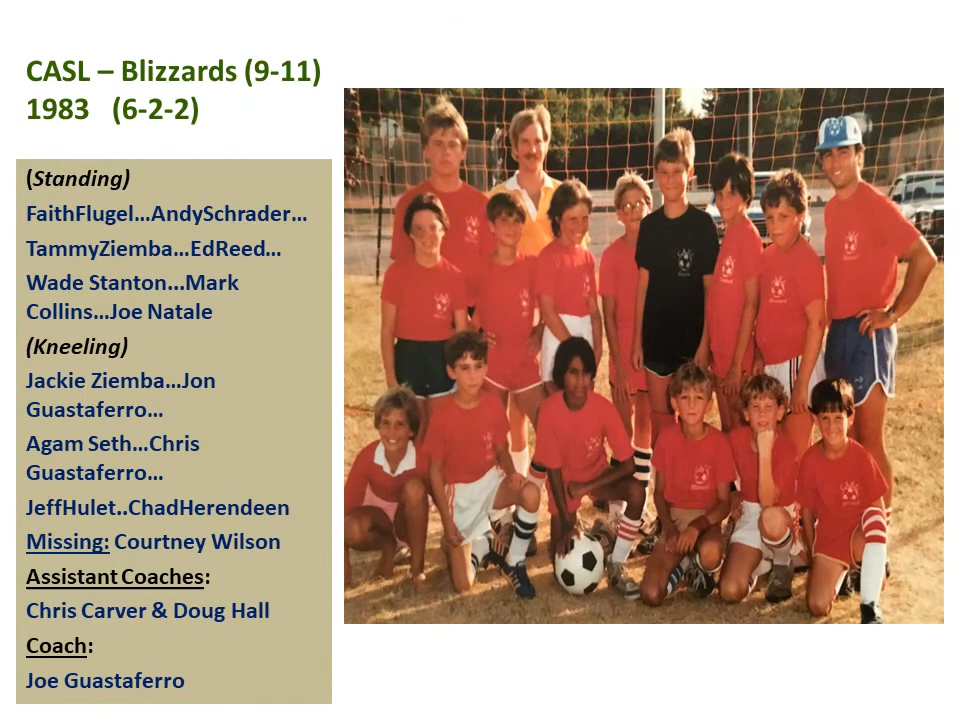 CASL – Blizzards (9-11)
1983 (6-2-2)
(Standing)
FaithFlugel…AndySchrader…
TammyZiemba…EdReed…
Wade Stanton…Mark
Collins…Joe Natale
(Kneeling)
Jackie Ziemba…Jon
Guastaferro…
Agam Seth…Chris
Guastaferro…
JeffHulet..ChadHerendeen
Missing: Courtney Wilson
Assistant Coaches:
Chris Carver & Doug Hall
Coach:
Joe Guastaferro